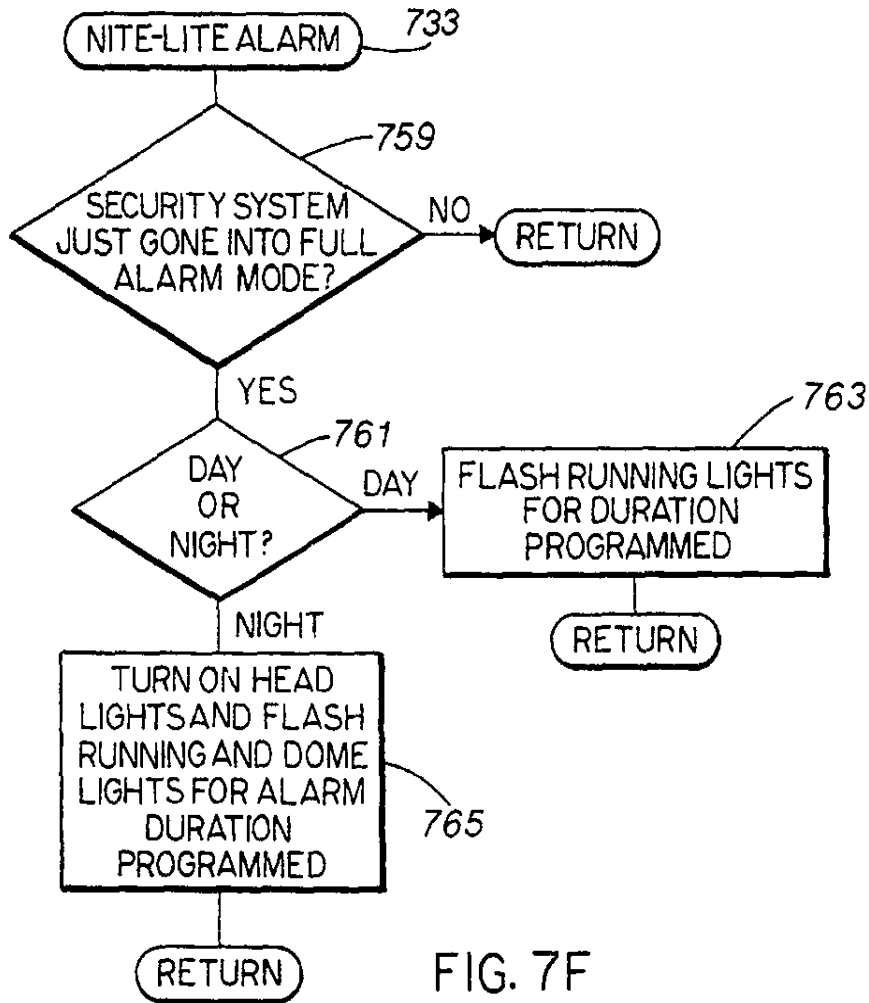 NITE-LITE ALARM
733
759
SECURITY SYSTEM
JUST GONE INTO FULL
ALARM MODE?
NO
RETURN
YES
761
763
DAY
OR
NIGHT?
DAY
FLASH RUNNING LIGHTS
FOR DURATION
PROGRAMMED
RETURN
NIGHT
TURN ON HEAD
LIGHTS AND FLASH
RUNNING AND DOME
LIGHTS FOR ALARM
DURATION
PROGRAMMED
765
RETURN
FIG. 7F